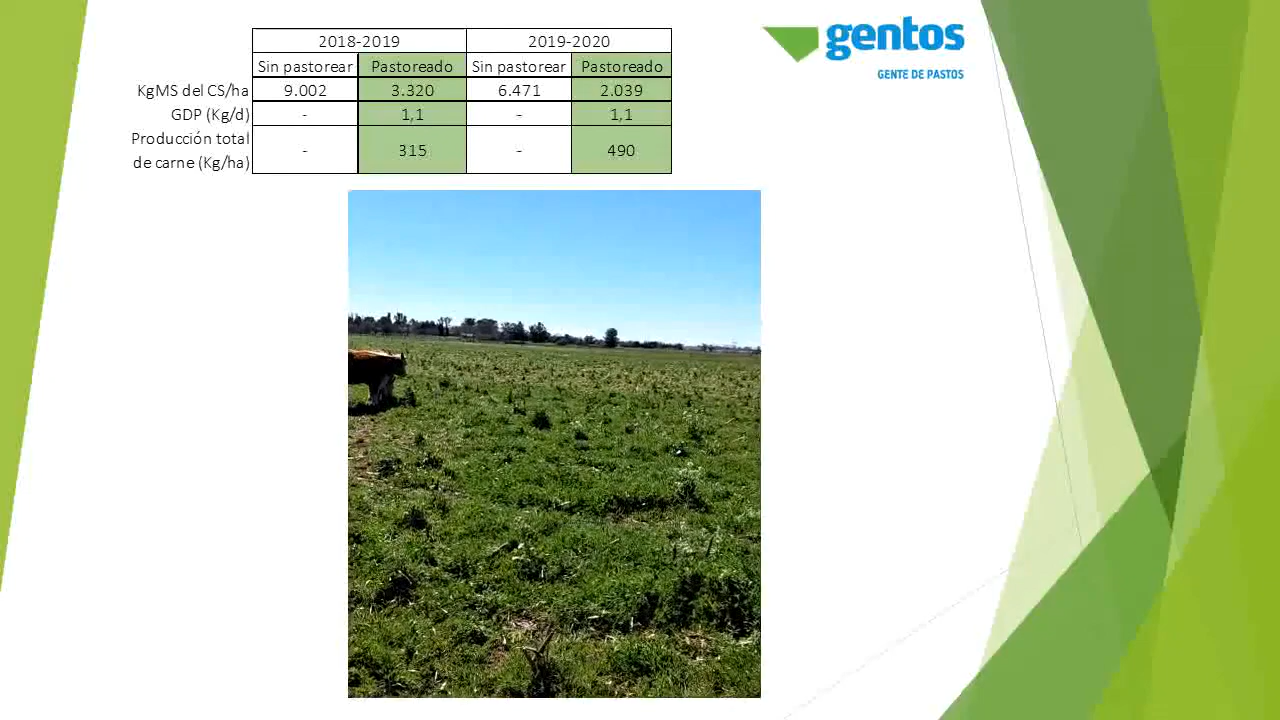 2018-2019 2019-2020
Sin pastorear Pastoreado Sin pastorear Pastoreado
KgMS del CS/ha 9.002 3.320 6.471 2.039
GDP (Kg/d) - 1,1 - 1,1
Producción total
de carne (Kg/ha) - 315 - 490
gentos
GENTE DE PASTOS